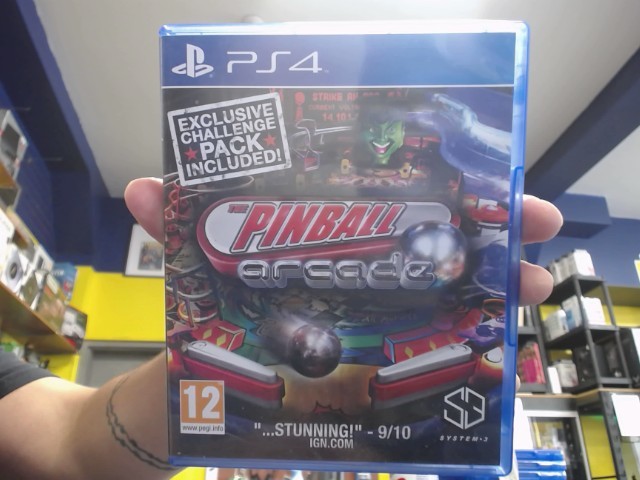 PS4
EXCLUSIVE
CHALLENGE
PACK
INCLUDED!
STRIKE
THE
PINBALL
arcade
12
www.pegi.info
"...STUNNING!" - 9/10
IGN.COM
SYSTEM·3